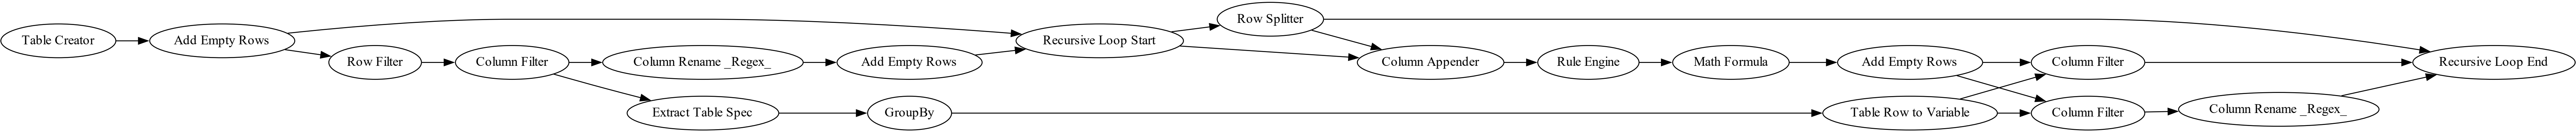 Table Creator
Add Empty Rows
Row Filter
Column Filter
Column Rename _Regex_
Extract Table Spec
Add Empty Rows
GroupBy
Recursive Loop Start
Row Splitter
Column Appender
Rule Engine
Math Formula
Add Empty Rows
Table Row to Variable
Column Filter
Column Filter
Column Rename _Regex_
Recursive Loop End